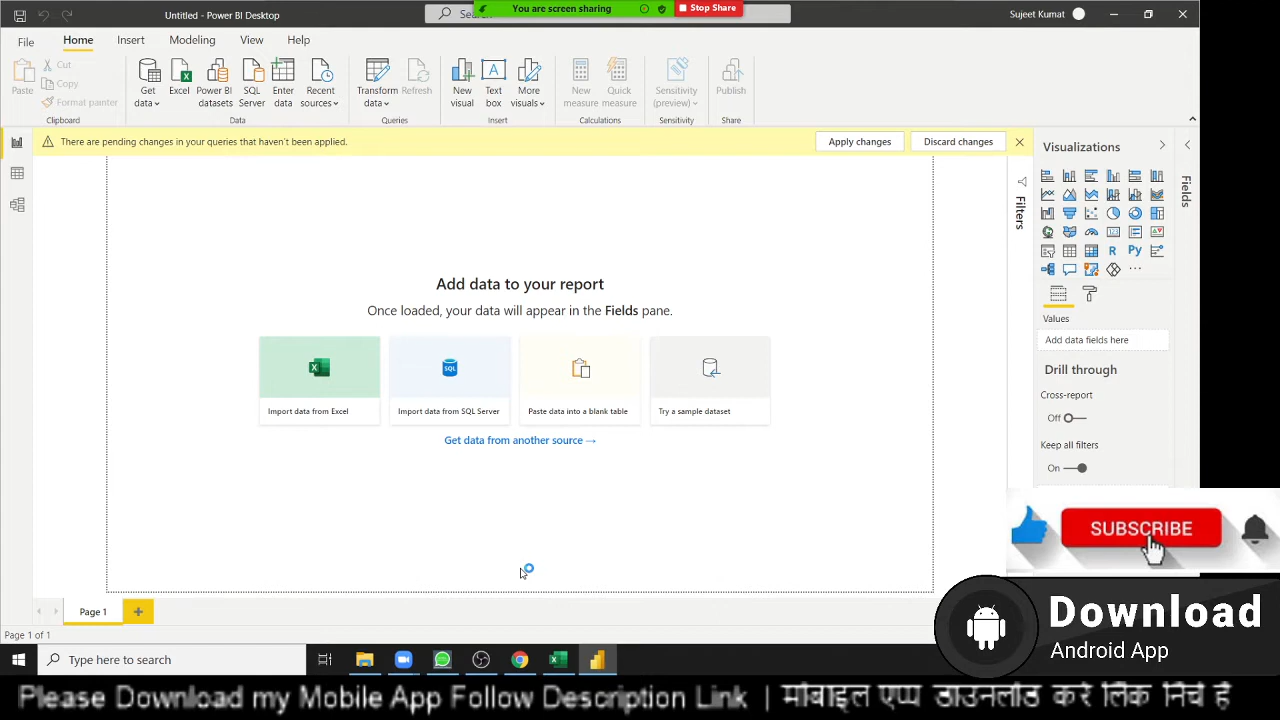 Untitled - Power BI Desktop
Search
You are screen sharing
Stop Share
Sujeet Kumat
File
Home
Insert
Modeling
View
Help
Paste
Cut
Copy
Format painter
Clipboard
Get data
Excel
Power BI datasets
SQL Server
Enter data
Recent sources
Data
Transform data
Refresh
Queries
New visual
Text box
More visuals
Insert
New measure
Quick measure
Calculations
Sensitivity (preview)
Sensitivity
Publish
Share
There are pending changes in your queries that haven't been applied.
Apply changes
Discard changes
Visualizations
Fields
Filters
R
Py
Values
Add data fields here
Drill through
Cross-report
Off
Keep all filters
On
Add data to your report
Once loaded, your data will appear in the Fields pane.
SQL
Import data from Excel
Import data from SQL Server
Paste data into a blank table
Try a sample dataset
Get data from another source →
SUBSCRIBE
Download
Android App
Page 1
Page 1 of 1
Type here to search
Please Download my Mobile App Follow Description Link | मोबाइल एप्प डाउनलोड करे लिंक निचे है